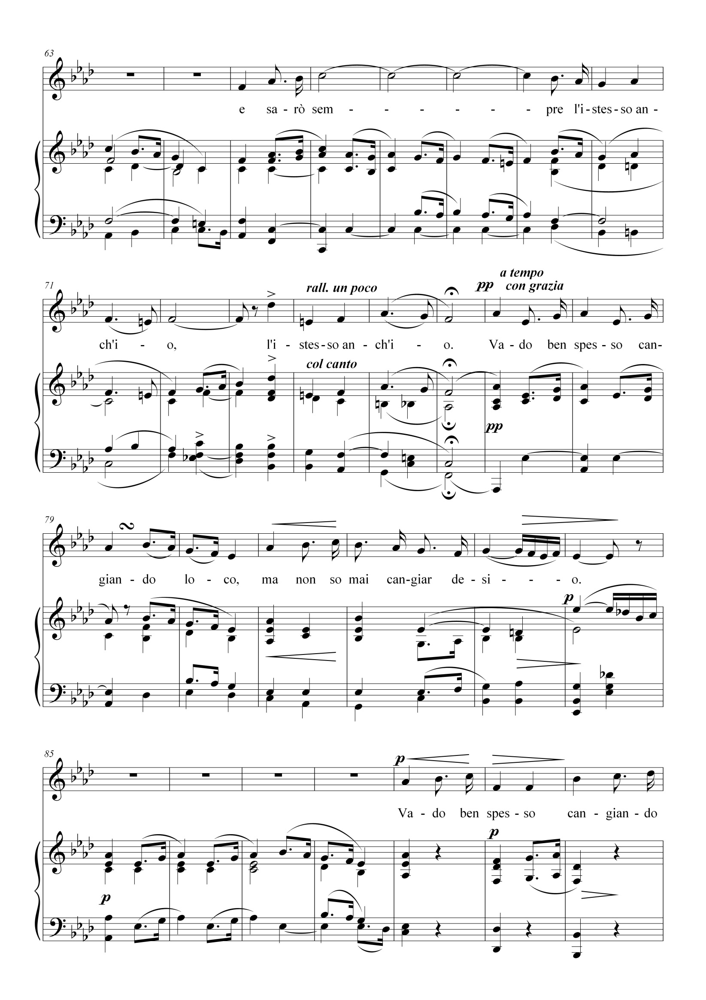 63
e sa - rò sem - - - - - - pre l'i - stes - so an -
71
a tempo
rall. un poco pp con grazia
ch'i - o, l'i - stes - so an - ch'i - o. Va - do ben spes - so can -
col canto
pp
79
gian - do lo - co, ma non so mai can - giar de - si - - - o.
p
85
p
Va - do ben spes - so can - gian - do
p
p